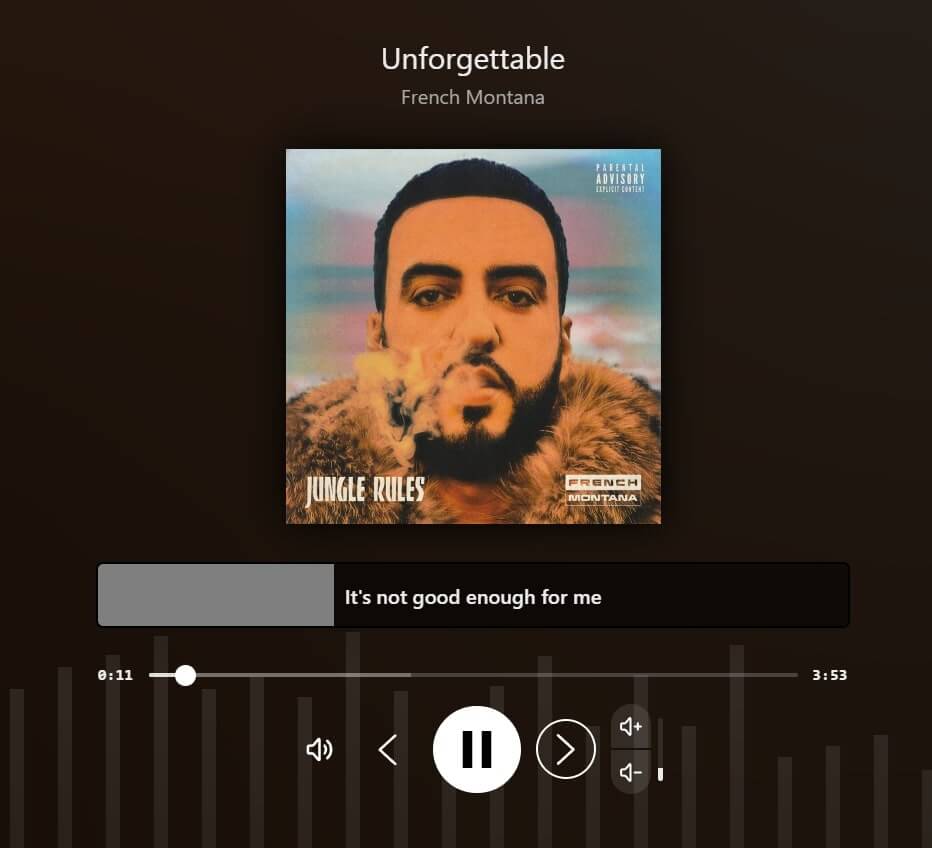 Unforgettable
French Montana
PARENTAL
ADVISORY
EXPLICIT CONTENT
JUNGLE RULES
FRENCH
MONTANA
It's not good enough for me
0:11
3:53